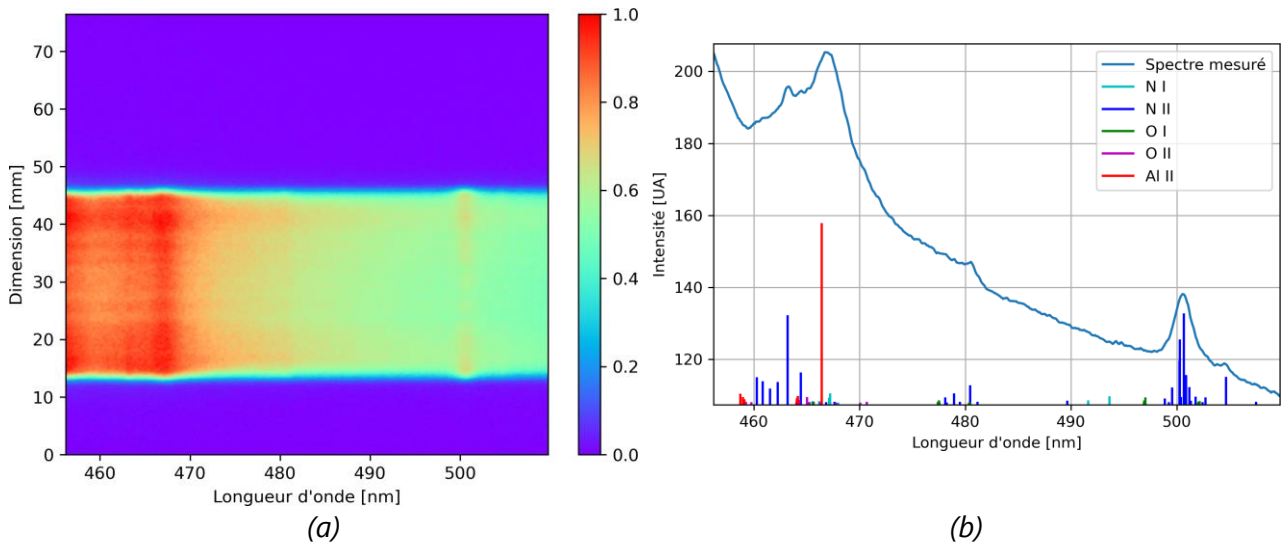 70
60
50
40
30
20
10
0
Dimension [mm]
460 470 480 490 500
Longueur d'onde [nm]
1.0
0.8
0.6
0.4
0.2
0.0
(a)
200
180
160
140
120
Intensité [UA]
460 470 480 490 500
Longueur d'onde [nm]
Spectre mesuré
N I
N II
O I
O II
Al II
(b)